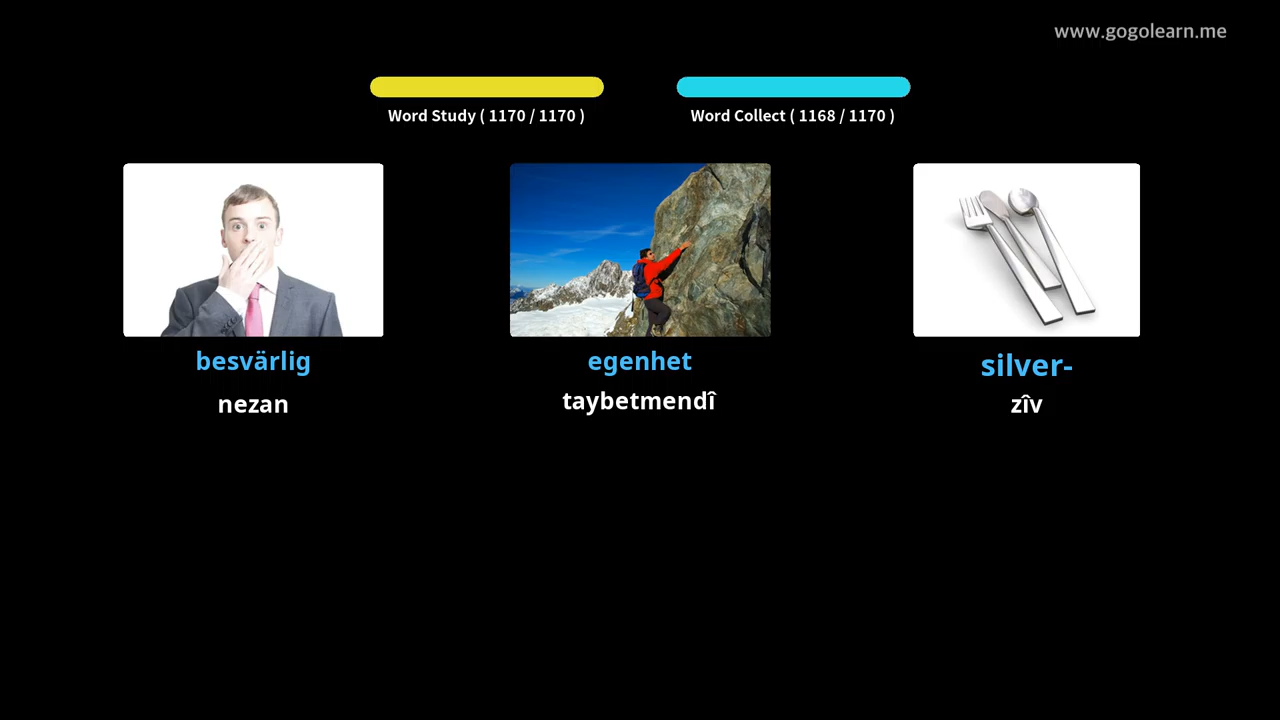 www.gogolearn.me
Word Study ( 1170 / 1170 )
Word Collect ( 1168 / 1170 )
besvärlig
egenhet
silver-
nezan
taybetmendî
zîv